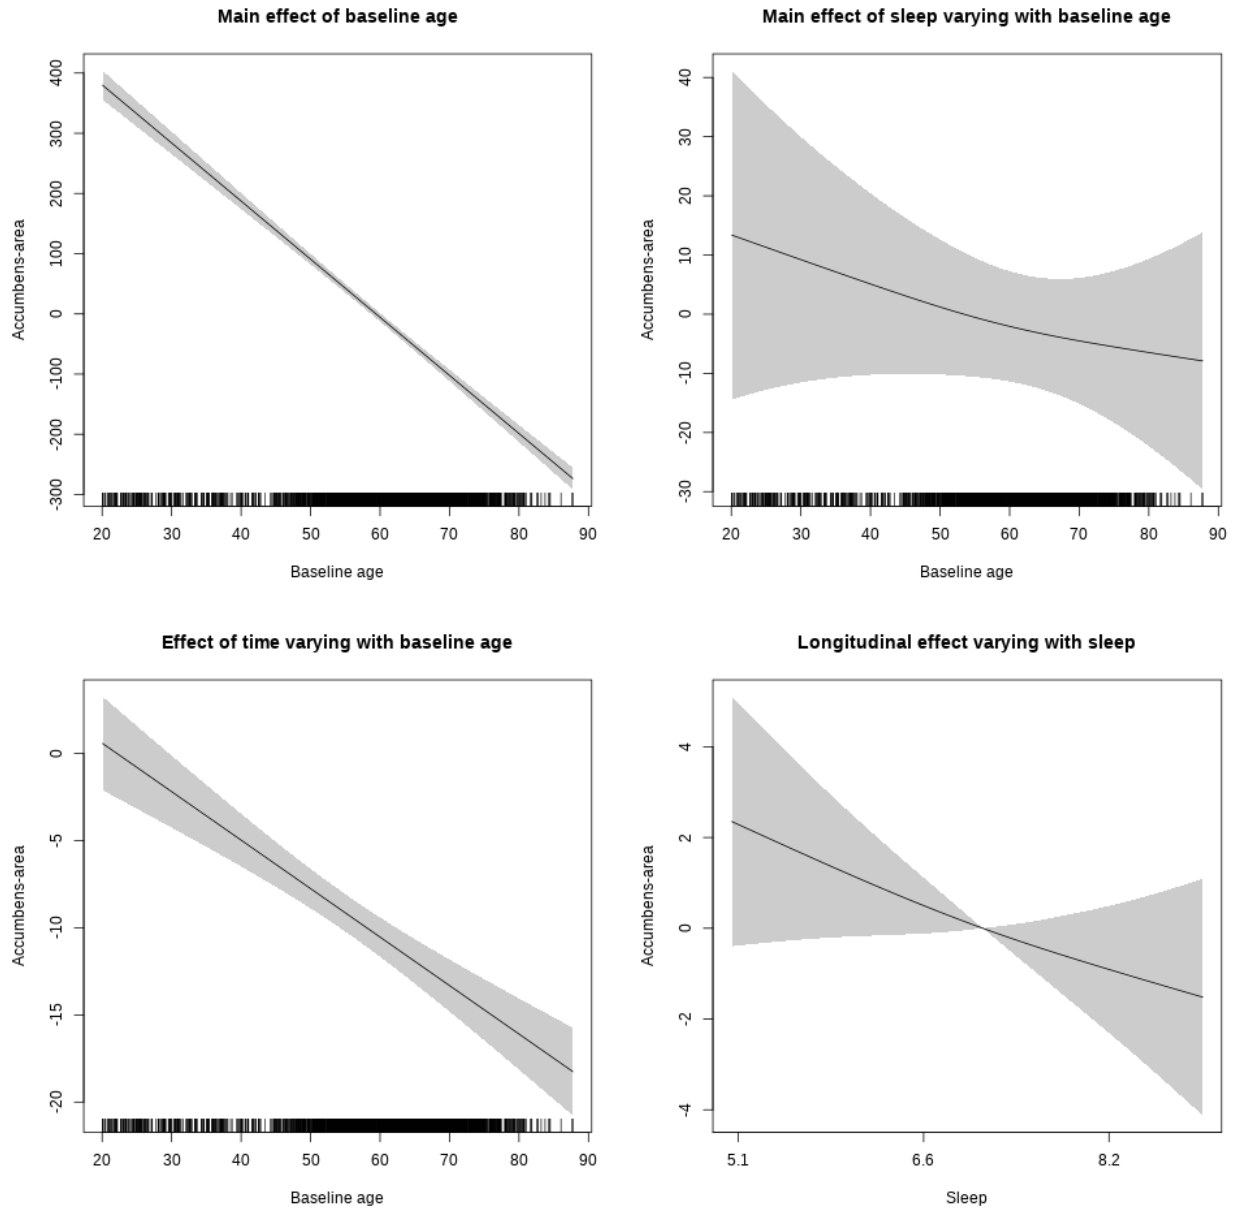 Main effect of baseline age
Accumbens-area
400
300
200
100
0
-100
-200
-300
20 30 40 50 60 70 80 90
Baseline age
Main effect of sleep varying with baseline age
Accumbens-area
40
30
20
10
0
-10
-20
-30
20 30 40 50 60 70 80 90
Baseline age
Effect of time varying with baseline age
Accumbens-area
0
-5
-10
-15
-20
20 30 40 50 60 70 80 90
Baseline age
Longitudinal effect varying with sleep
Accumbens-area
4
2
0
-2
-4
5.1 6.6 8.2
Sleep